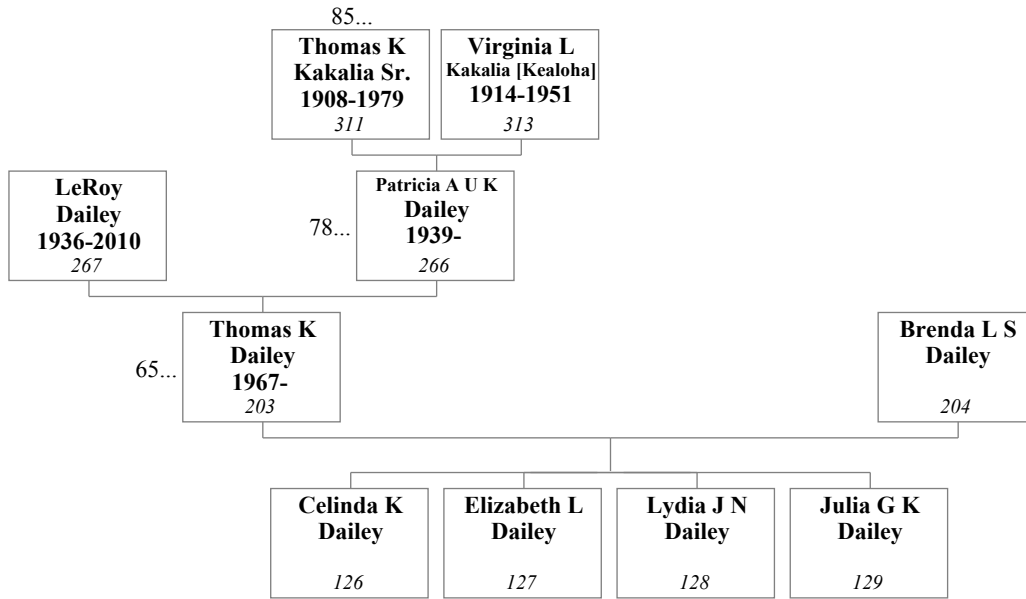 85...
Thomas K
Kakalia Sr.
1908-1979
311
Virginia L
Kakalia [Kealoha]
1914-1951
313
LeRoy
Dailey
1936-2010
267
78...
Patricia A U K
Dailey
1939-
266
65...
Thomas K
Dailey
1967-
203
Brenda L S
Dailey
204
Celinda K
Dailey
126
Elizabeth L
Dailey
127
Lydia J N
Dailey
128
Julia G K
Dailey
129